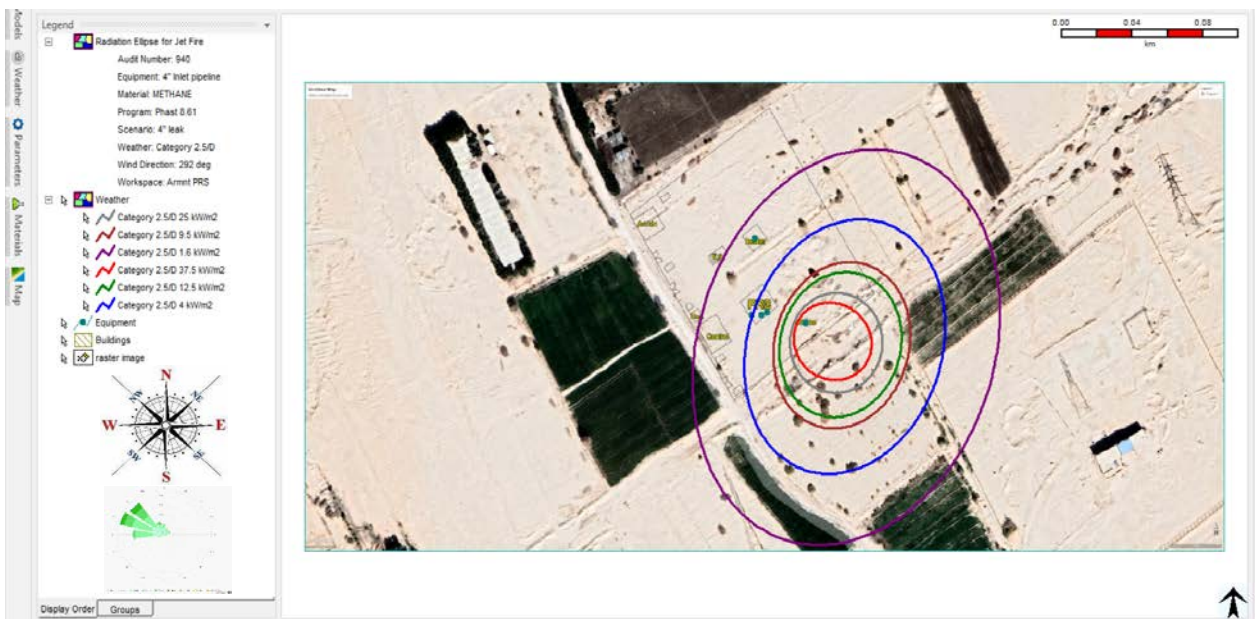 Models
Weather
Parameters
Materials
Map
Legend
Radiation Ellipse for Jet Fire
Audit Number: 940
Equipment: 4" Inlet pipeline
Material: METHANE
Program: Phast 8.61
Scenario: 4" leak
Weather: Category 2.5/D
Wind Direction: 292 deg
Workspace: Armnt PRS
Weather
Category 2.5/D 25 kW/m2
Category 2.5/D 9.5 kW/m2
Category 2.5/D 1.6 kW/m2
Category 2.5/D 37.5 kW/m2
Category 2.5/D 12.5 kW/m2
Category 2.5/D 4 kW/m2
Equipment
Buildings
raster image
N
NW
NE
W
E
SW
SE
S
Display Order
Groups
0.00 0.04 0.08
km
PRS
Control